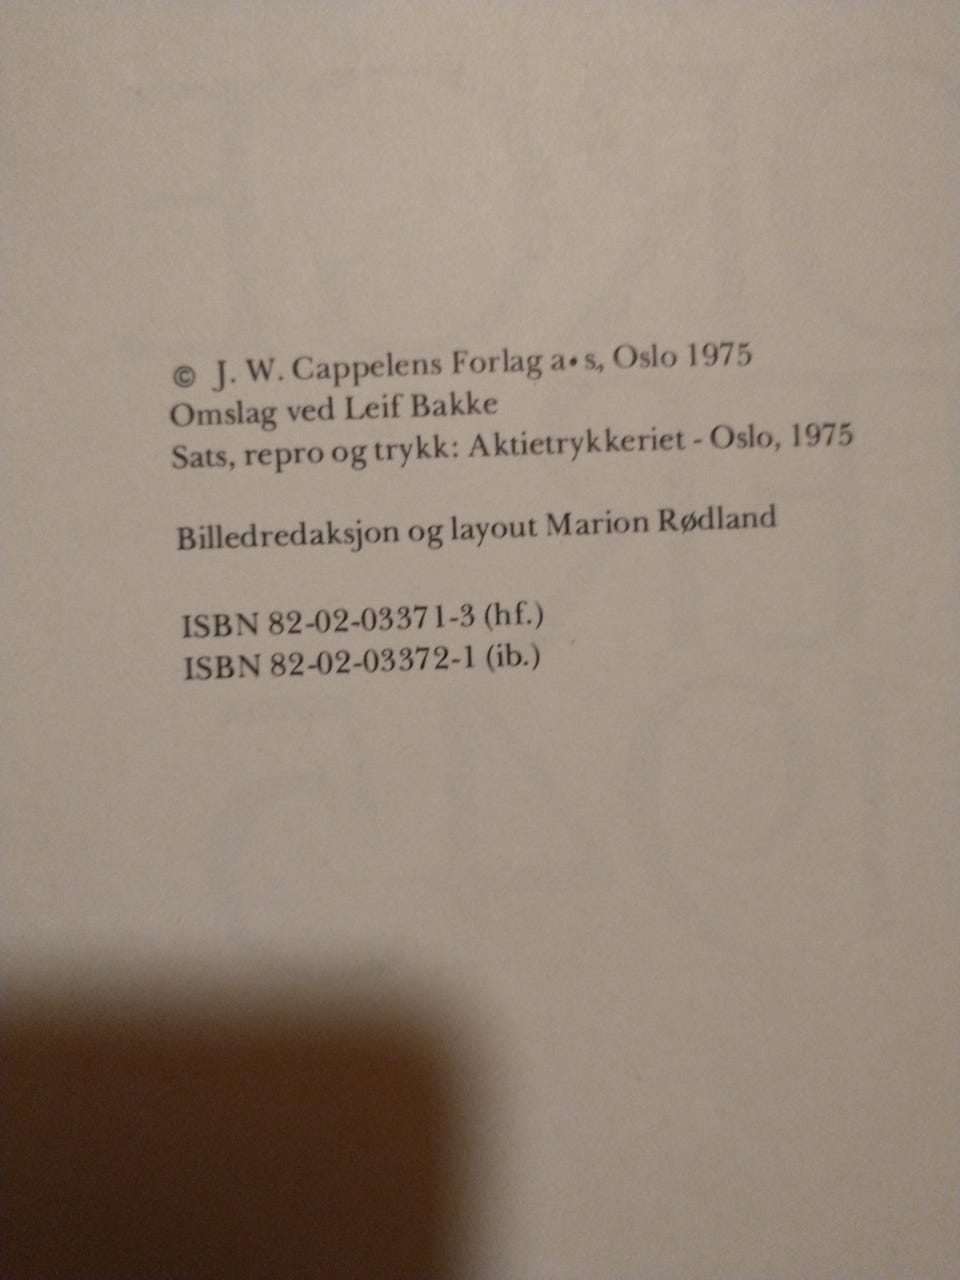 © J. W. Cappelens Forlag a•s, Oslo 1975
Omslag ved Leif Bakke
Sats, repro og trykk: Aktietrykkeriet - Oslo, 1975
Billedredaksjon og layout Marion Rødland
ISBN 82-02-03371-3 (hf.)
ISBN 82-02-03372-1 (ib.)